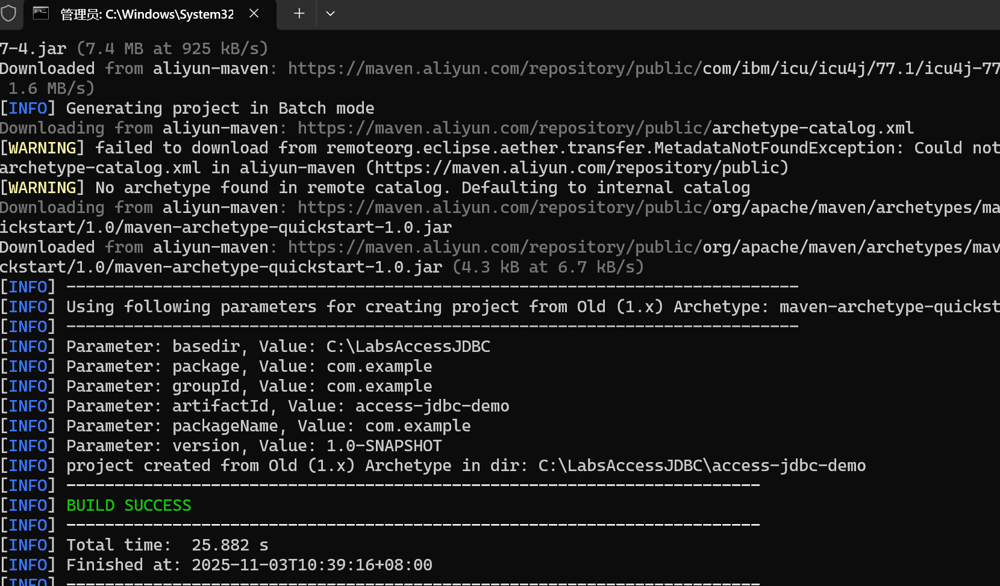 管理员: C:\Windows\System32
7-4.jar (7.4 MB at 925 kB/s)
Downloaded from aliyun-maven: https://maven.aliyun.com/repository/public/com/ibm/icu/icu4j/77.1/icu4j-77
1.6 MB/s)
[INFO] Generating project in Batch mode
Downloading from aliyun-maven: https://maven.aliyun.com/repository/public/archetype-catalog.xml
[WARNING] failed to download from remoteorg.eclipse.aether.transfer.MetadataNotFoundException: Could not
archetype-catalog.xml in aliyun-maven (https://maven.aliyun.com/repository/public)
[WARNING] No archetype found in remote catalog. Defaulting to internal catalog
Downloading from aliyun-maven: https://maven.aliyun.com/repository/public/org/apache/maven/archetypes/ma
ickstart/1.0/maven-archetype-quickstart-1.0.jar
Downloaded from aliyun-maven: https://maven.aliyun.com/repository/public/org/apache/maven/archetypes/mav
ckstart/1.0/maven-archetype-quickstart-1.0.jar (4.3 kB at 6.7 kB/s)
[INFO] ----------------------------------------------------------------------------
[INFO] Using following parameters for creating project from Old (1.x) Archetype: maven-archetype-quickst
[INFO] ----------------------------------------------------------------------------
[INFO] Parameter: basedir, Value: C:\LabsAccessJDBC
[INFO] Parameter: package, Value: com.example
[INFO] Parameter: groupId, Value: com.example
[INFO] Parameter: artifactId, Value: access-jdbc-demo
[INFO] Parameter: packageName, Value: com.example
[INFO] Parameter: version, Value: 1.0-SNAPSHOT
[INFO] project created from Old (1.x) Archetype in dir: C:\LabsAccessJDBC\access-jdbc-demo
[INFO] ------------------------------------------------------------------------
[INFO] BUILD SUCCESS
[INFO] ------------------------------------------------------------------------
[INFO] Total time:  25.882 s
[INFO] Finished at: 2025-11-03T10:39:16+08:00
[INFO] ------------------------------------------------------------------------